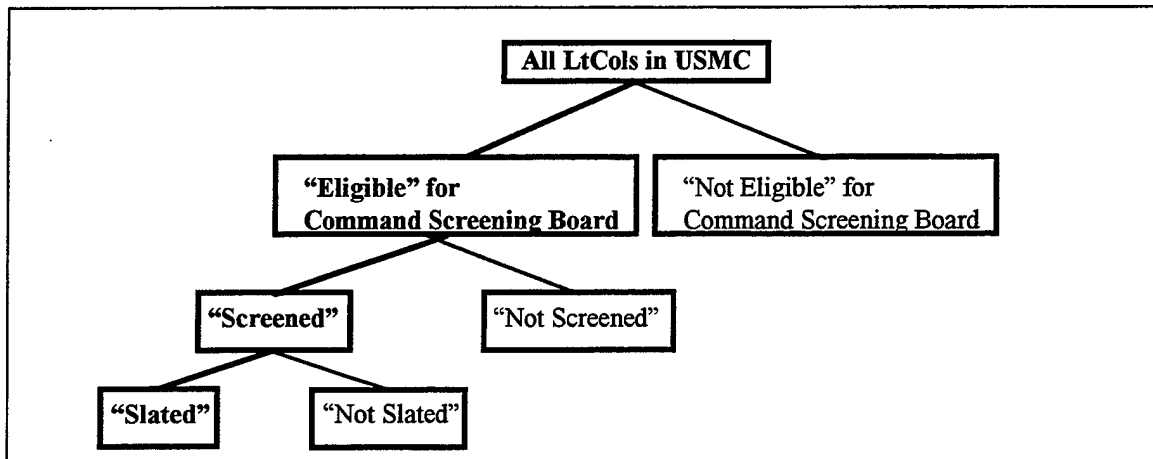 All LtCols in USMC
“Eligible” for
Command Screening Board
“Not Eligible” for
Command Screening Board
“Screened”
“Not Screened”
“Slated”
“Not Slated”